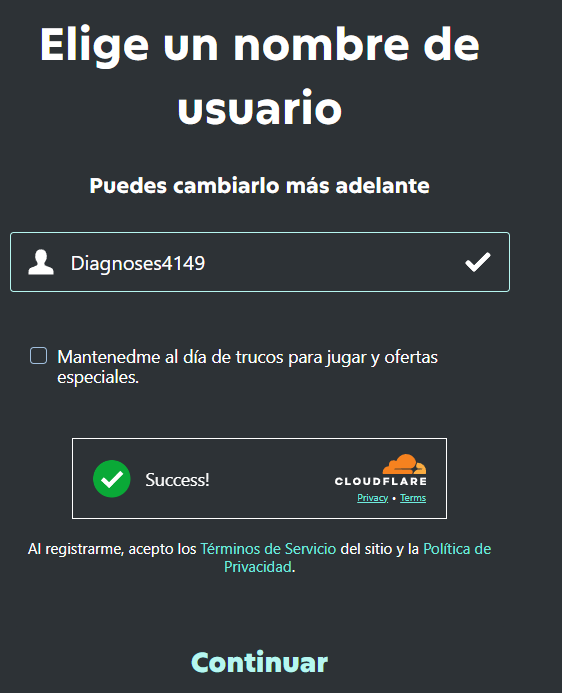 Elige un nombre de
usuario
Puedes cambiarlo más adelante
Diagnoses4149
Mantenedme al día de trucos para jugar y ofertas
especiales.
Success!
CLOUDFLARE
Privacy • Terms
Al registrarme, acepto los Términos de Servicio del sitio y la Política de
Privacidad.
Continuar